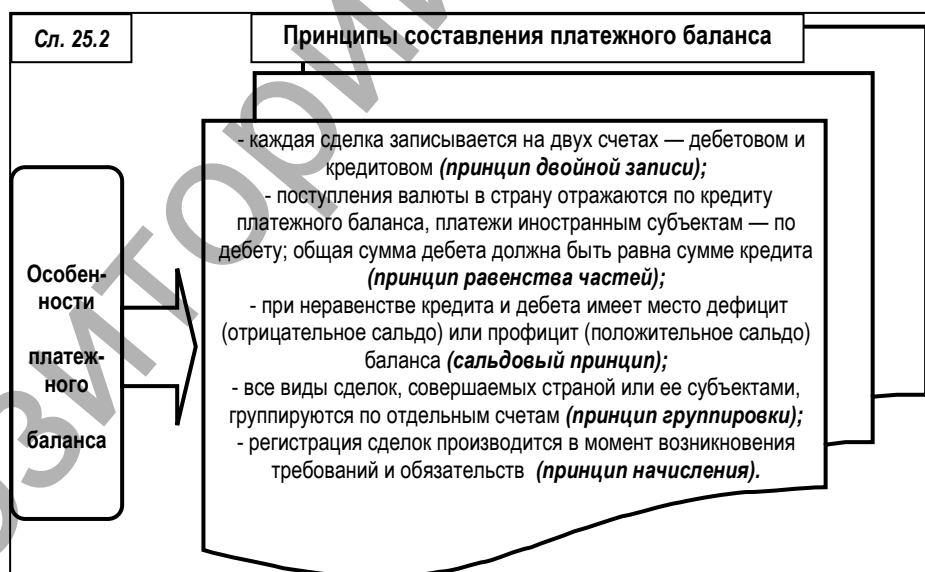 Сл. 25.2
Принципы составления платежного баланса
Особен-
ности
платеж-
ного
баланса
- каждая сделка записывается на двух счетах — дебетовом и
кредитовом (принцип двойной записи);
- поступления валюты в страну отражаются по кредиту
платежного баланса, платежи иностранным субъектам — по
дебету; общая сумма дебета должна быть равна сумме кредита
(принцип равенства частей);
- при неравенстве кредита и дебета имеет место дефицит
(отрицательное сальдо) или профицит (положительное сальдо)
баланса (сальдовый принцип);
- все виды сделок, совершаемых страной или ее субъектами,
группируются по отдельным счетам (принцип группировки);
- регистрация сделок производится в момент возникновения
требований и обязательств (принцип начисления).